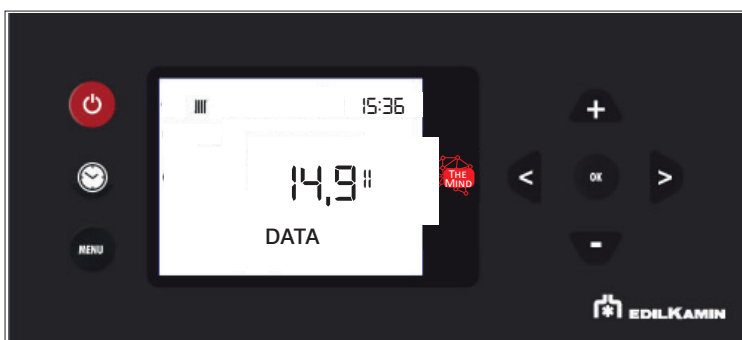 15:36
14,9"
THE
MIND
< OK >
MENU
DATA
+
-
EDILKAMIN